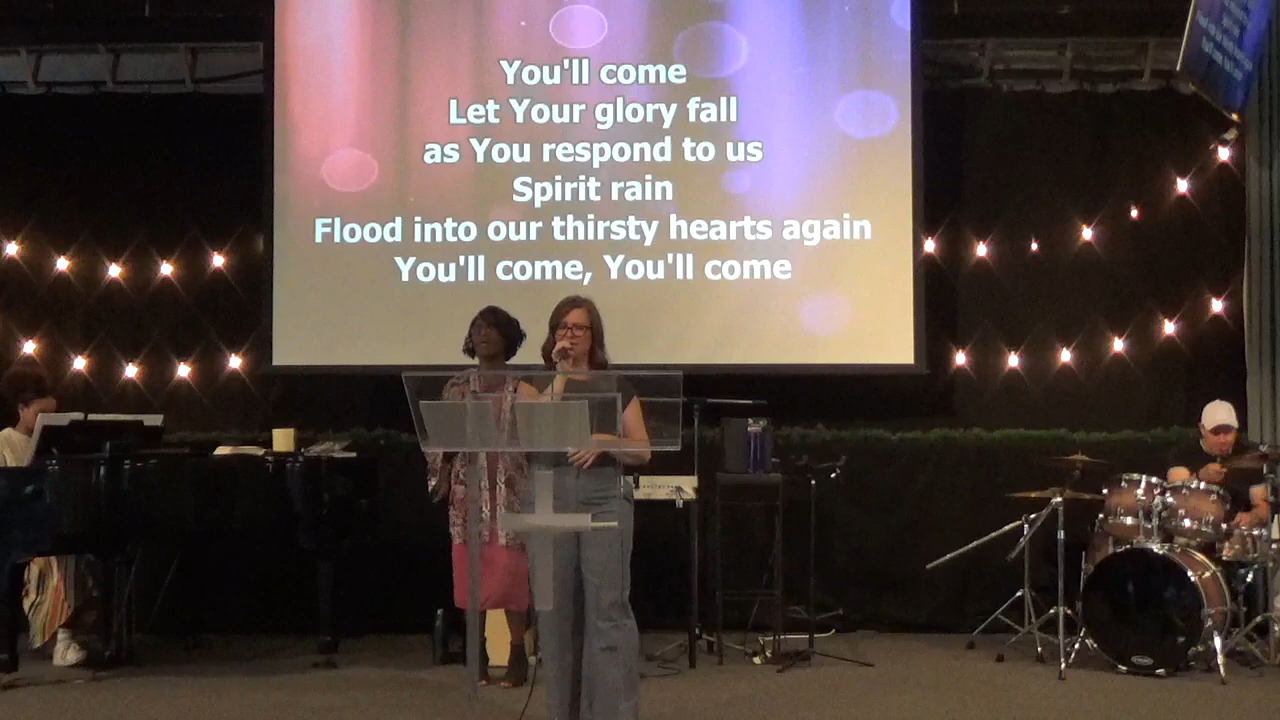 You'll come
Let Your glory fall
as You respond to us
Spirit rain
Flood into our thirsty hearts again
You'll come, You'll come